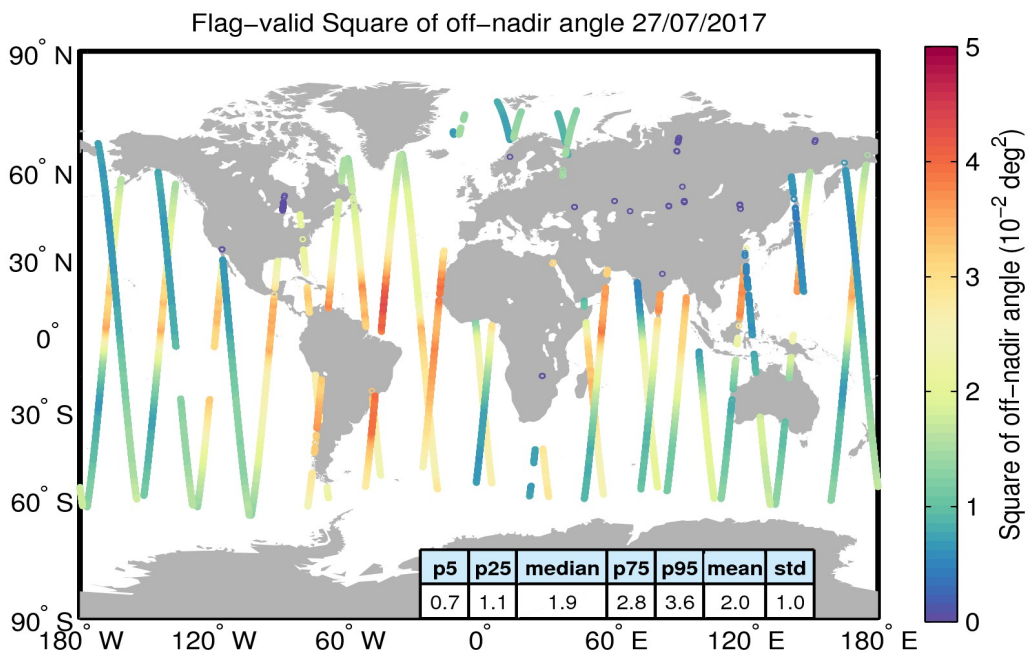 Flag−valid Square of off−nadir angle 27/07/2017
90° N
60° N
30° N
0°
30° S
60° S
90° S
180° W
120° W
60° W
0°
60° E
120° E
180° E
p5 p25 median p75 p95 mean std
0.7 1.1 1.9 2.8 3.6 2.0 1.0
5
4
3
2
1
0
Square of off−nadir angle (10⁻² deg²)